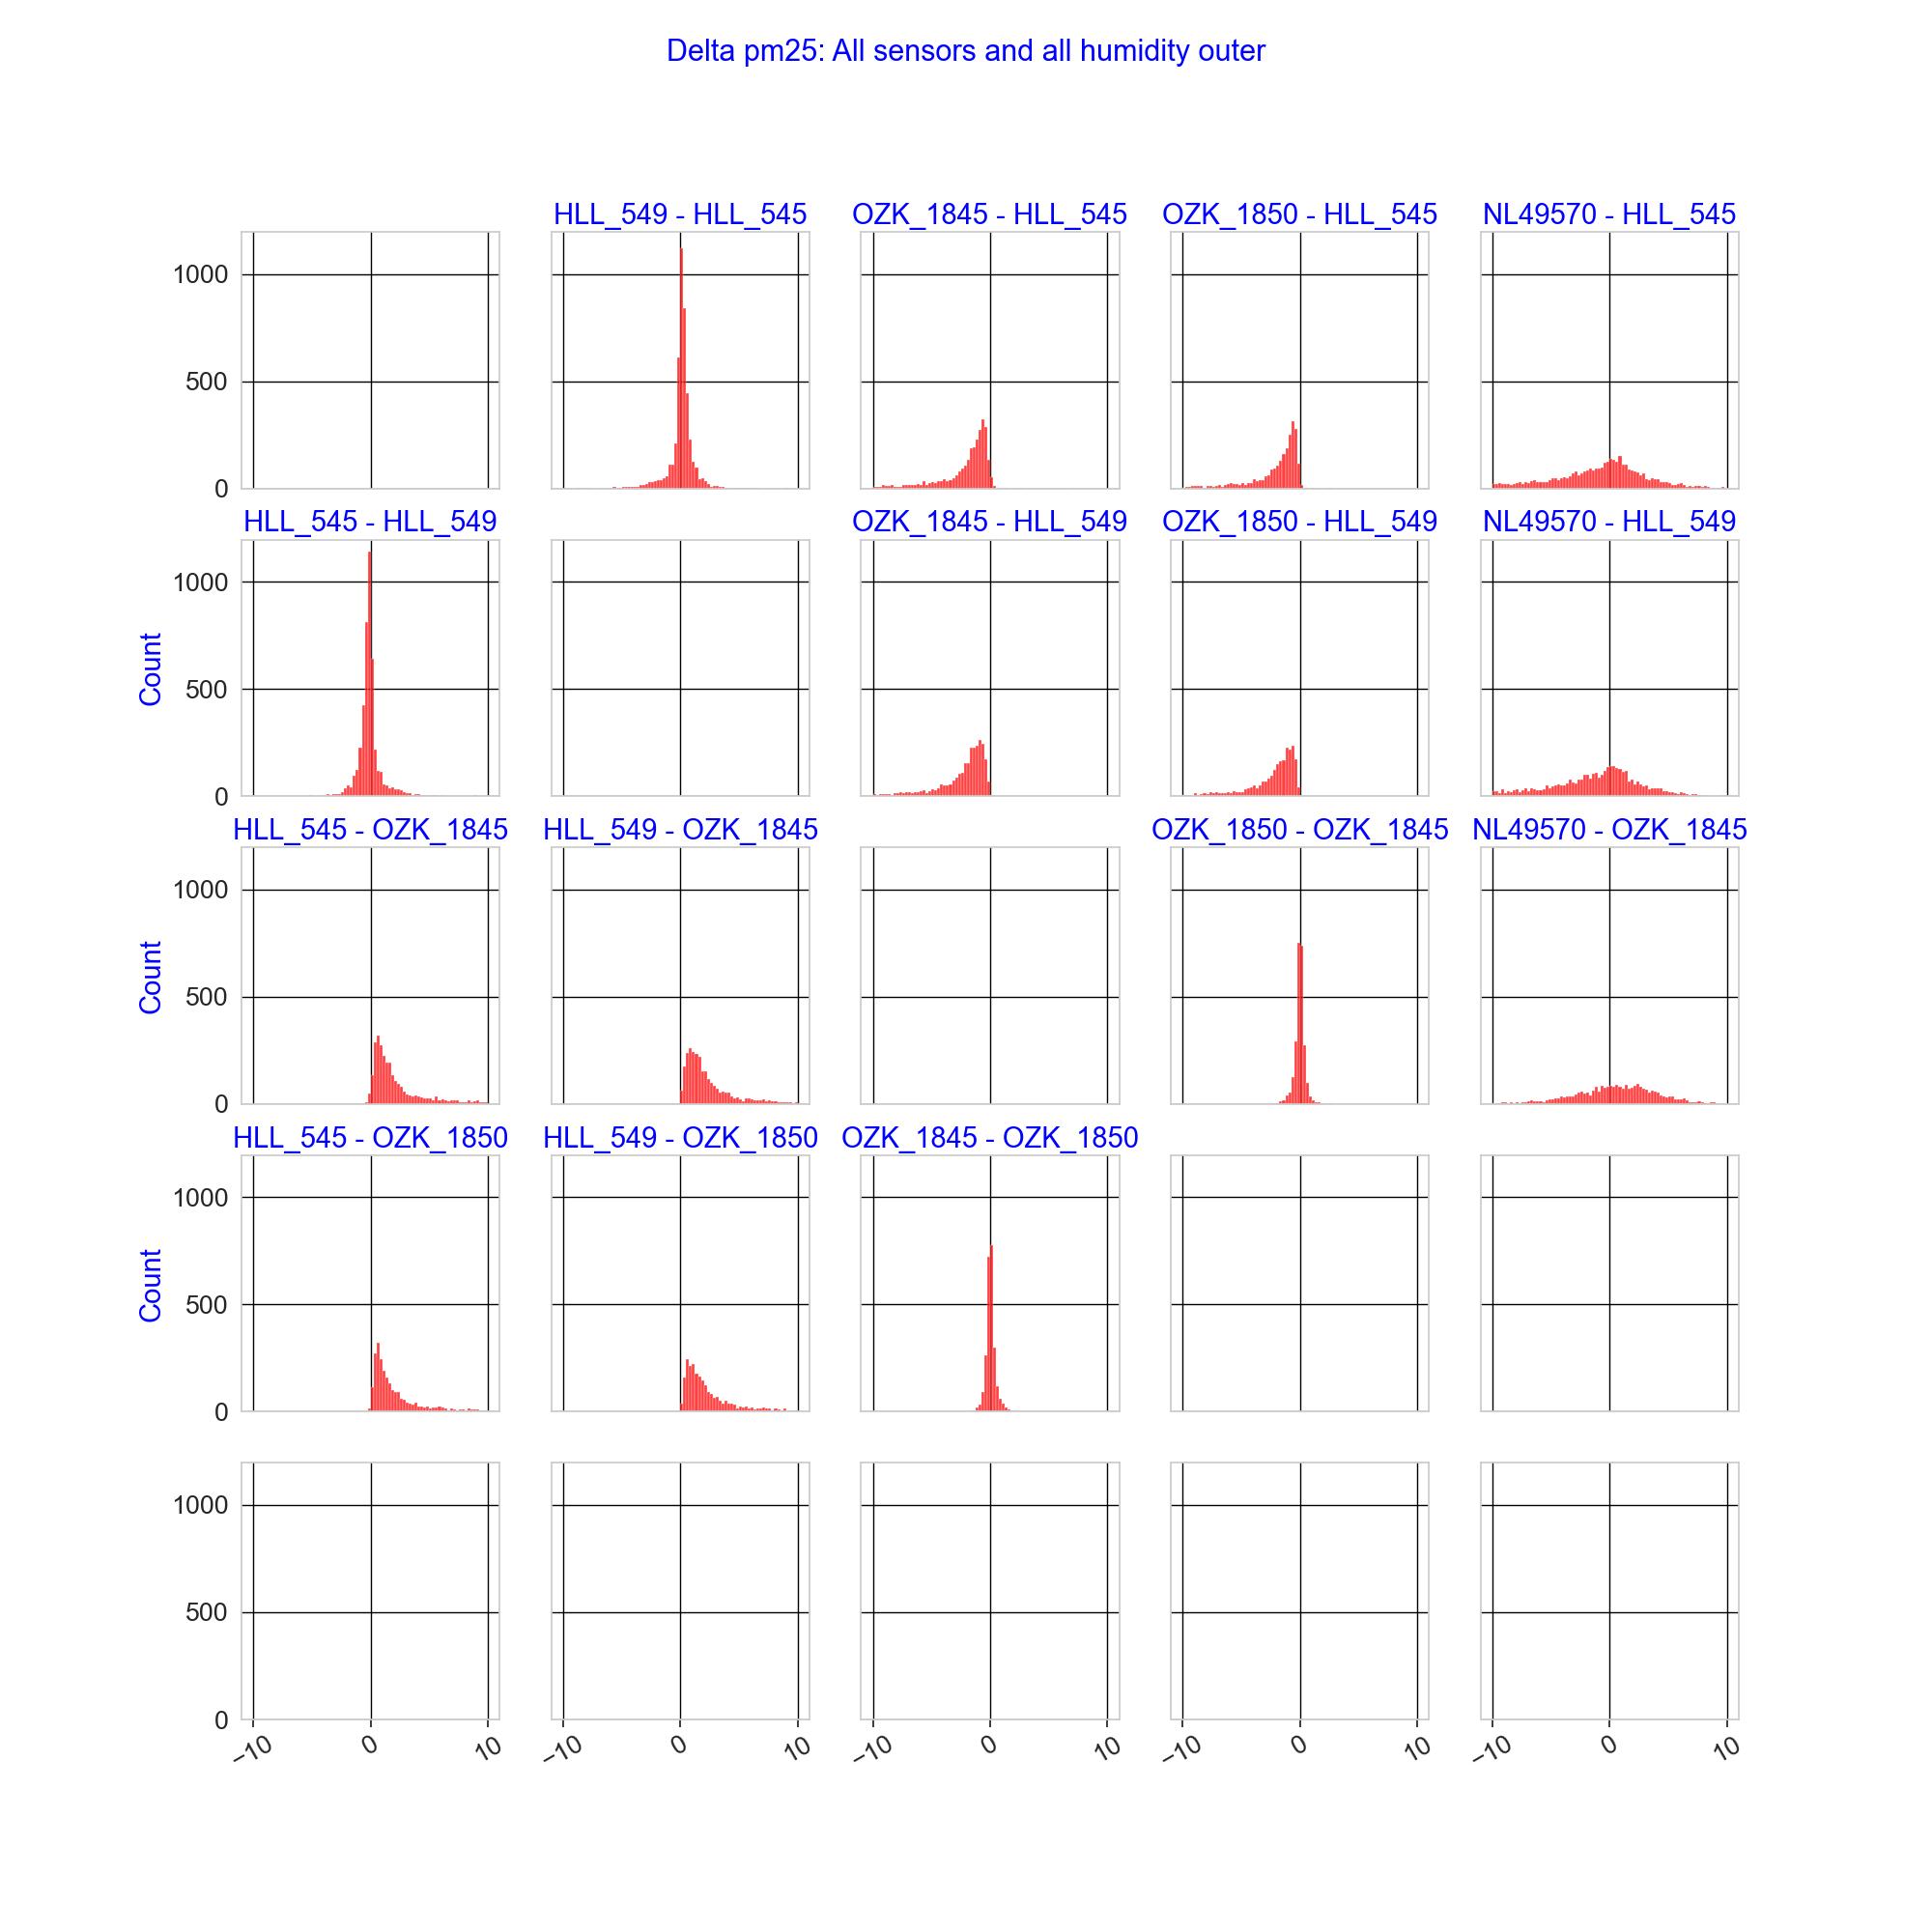 Delta pm25: All sensors and all humidity outer
HLL_549 - HLL_545
OZK_1845 - HLL_545
OZK_1850 - HLL_545
NL49570 - HLL_545
1000
500
0
HLL_545 - HLL_549
OZK_1845 - HLL_549
OZK_1850 - HLL_549
NL49570 - HLL_549
Count
1000
500
0
HLL_545 - OZK_1845
HLL_549 - OZK_1845
OZK_1850 - OZK_1845
NL49570 - OZK_1845
Count
1000
500
0
HLL_545 - OZK_1850
HLL_549 - OZK_1850
OZK_1845 - OZK_1850
Count
1000
500
0
1000
500
0
−10 0 10
−10 0 10
−10 0 10
−10 0 10
−10 0 10